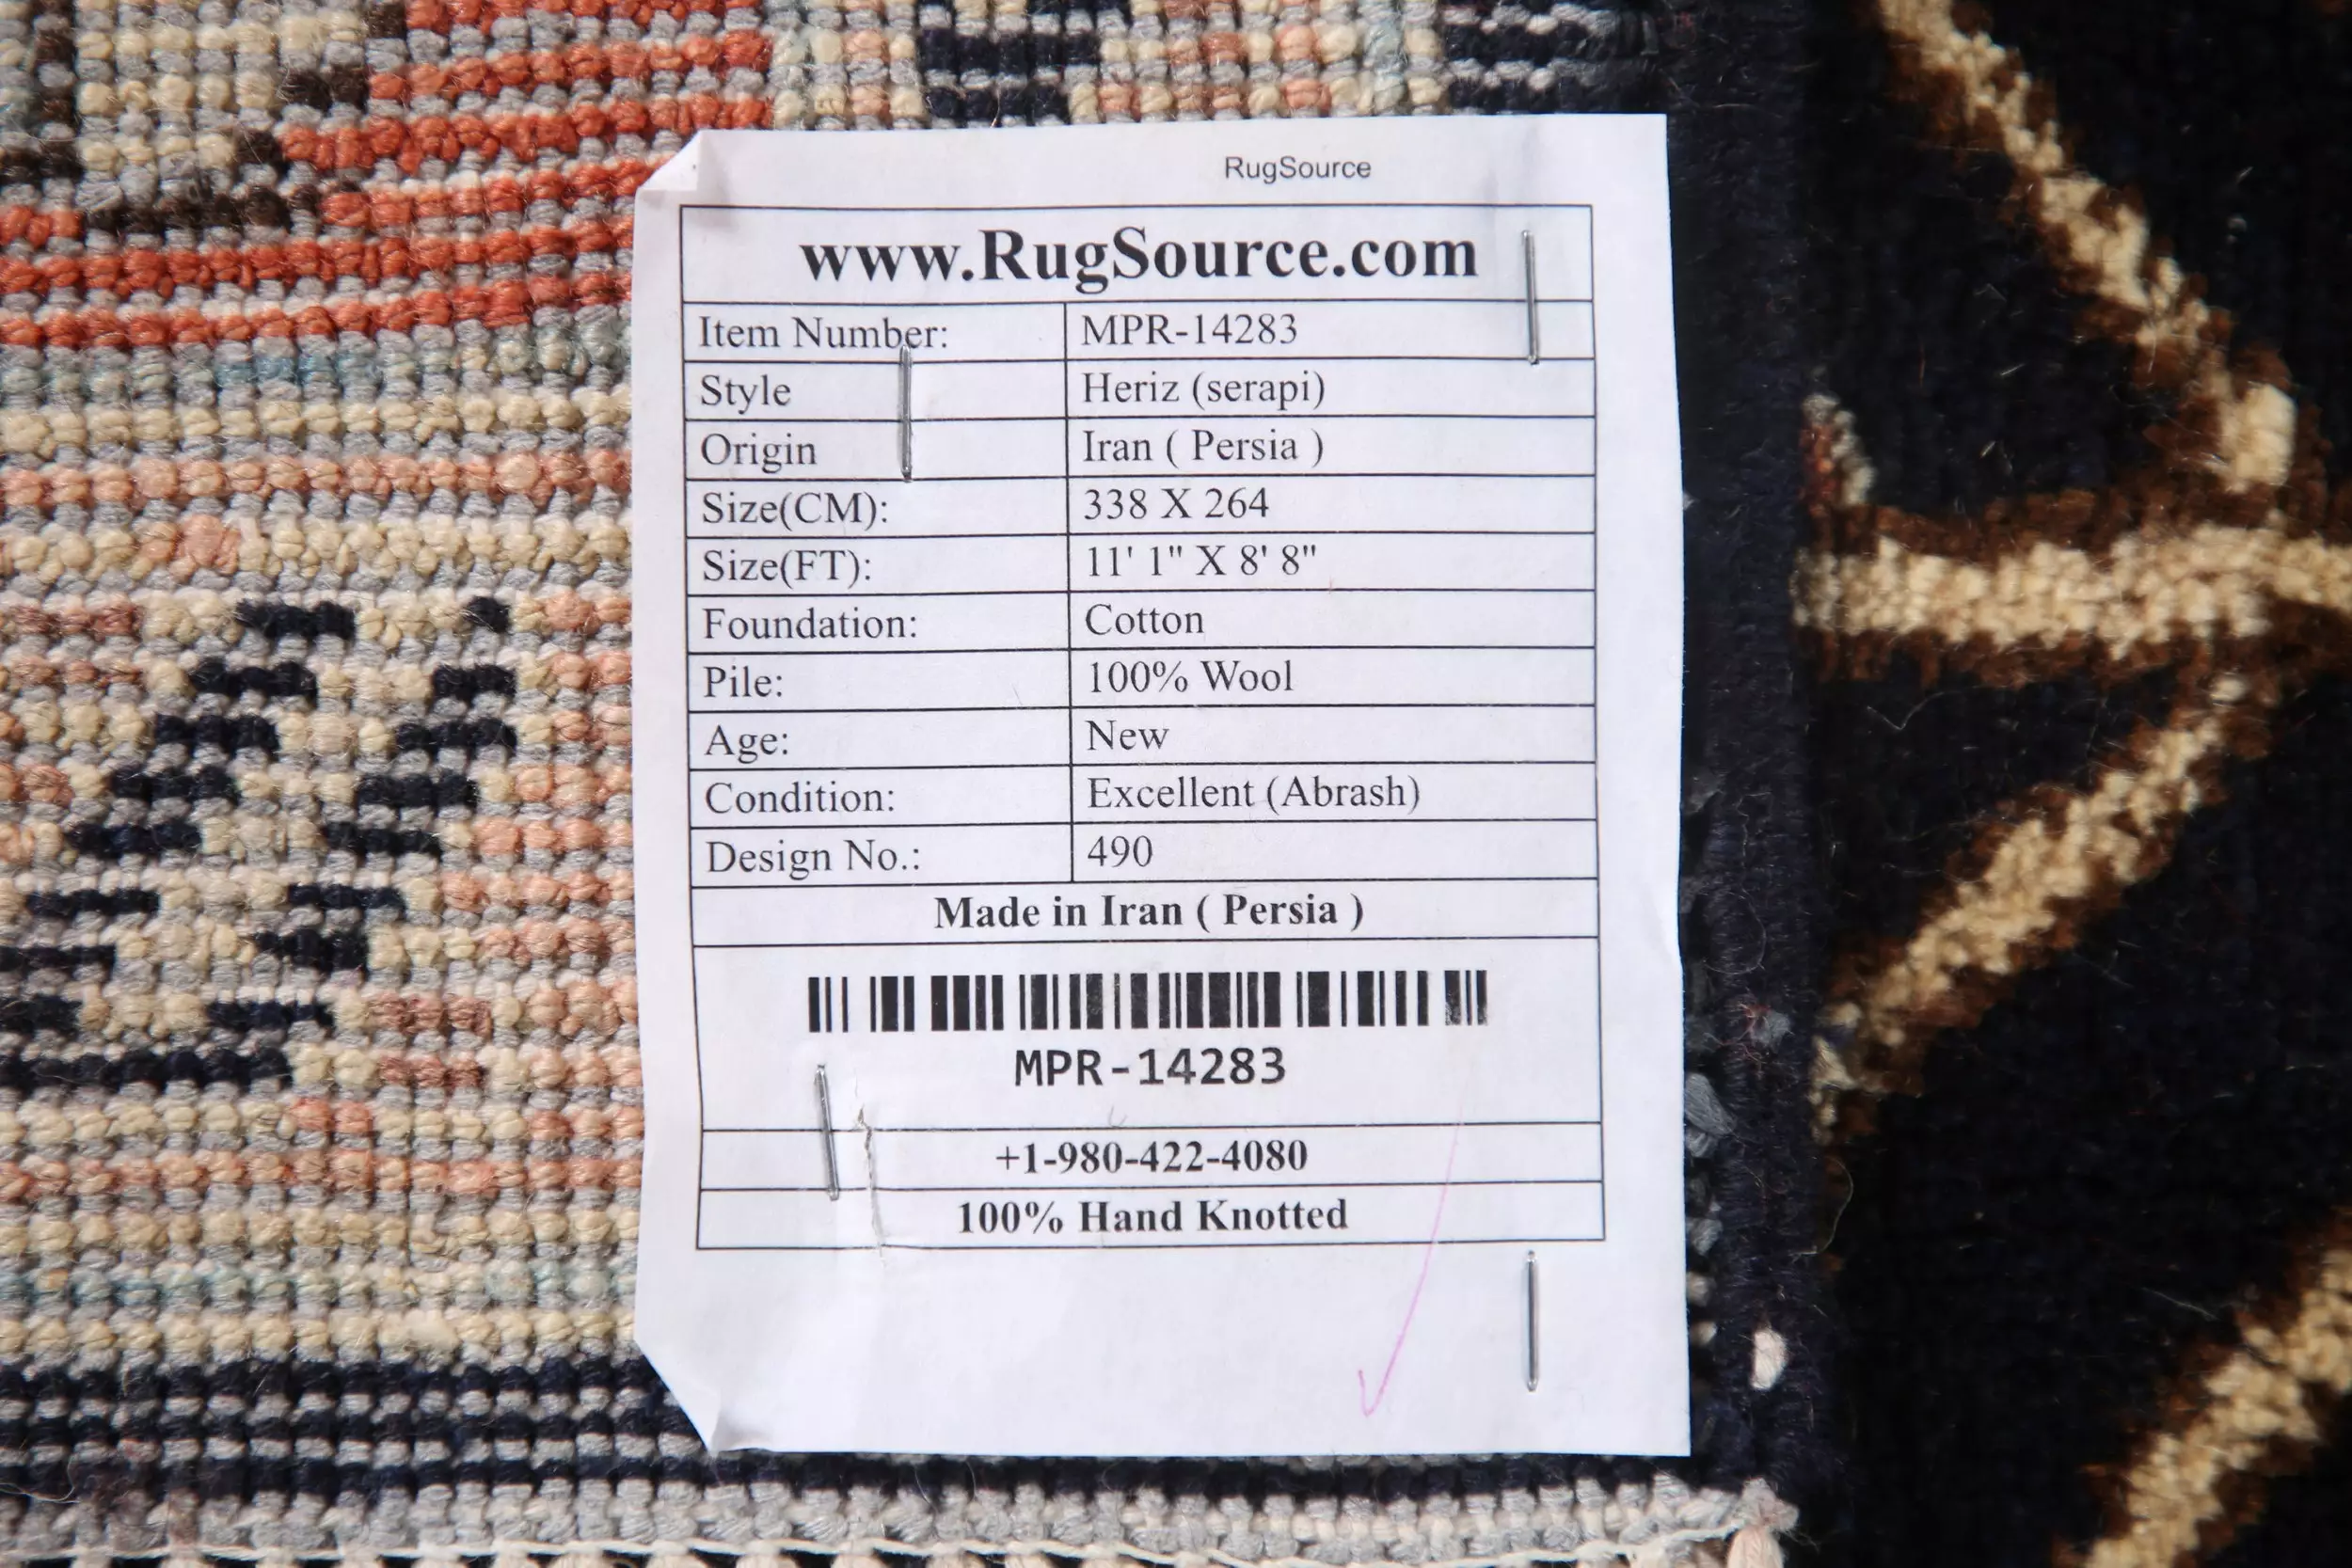 RugSource
www.RugSource.com
Item Number: MPR-14283
Style Heriz (serapi)
Origin Iran ( Persia )
Size(CM): 338 X 264
Size(FT): 11' 1" X 8' 8"
Foundation: Cotton
Pile: 100% Wool
Age: New
Condition: Excellent (Abrash)
Design No.: 490
Made in Iran ( Persia )
MPR-14283
+1-980-422-4080
100% Hand Knotted